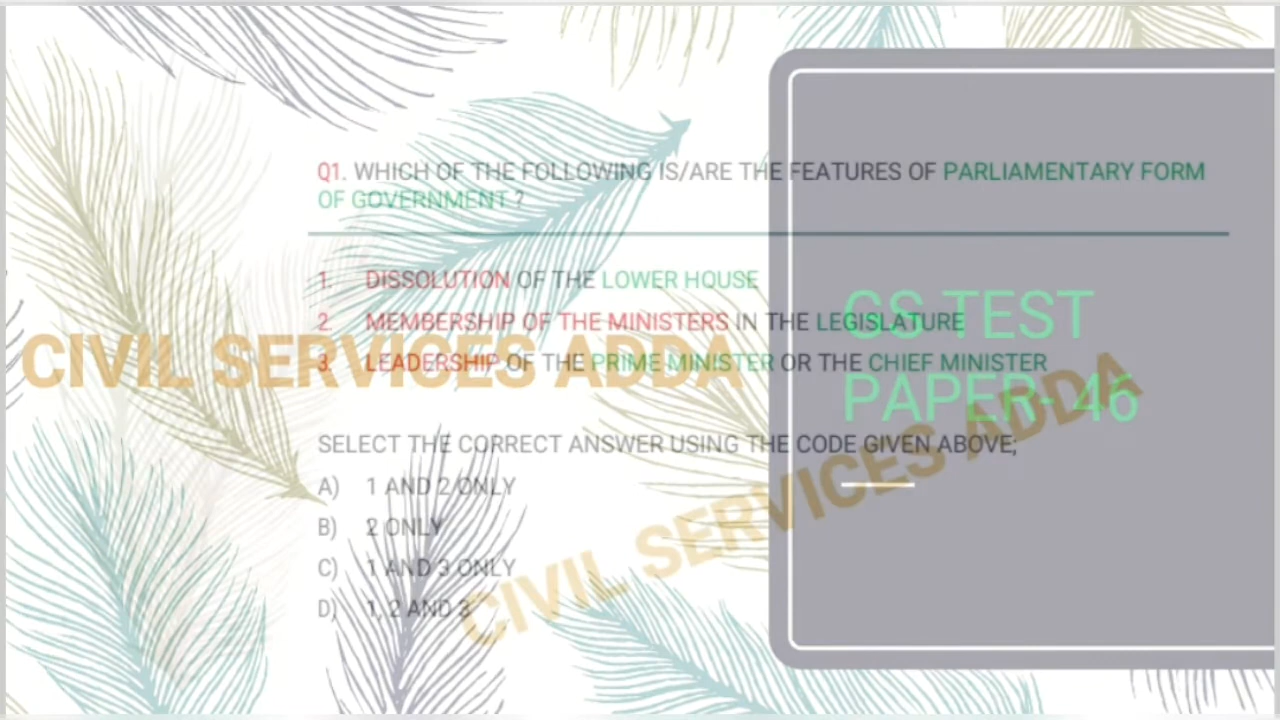 Q1. WHICH OF THE FOLLOWING IS/ARE THE FEATURES OF PARLIAMENTARY FORM
OF GOVERNMENT ?
1. DISSOLUTION OF THE LOWER HOUSE
2. MEMBERSHIP OF THE MINISTERS IN THE LEGISLATURE
3. LEADERSHIP OF THE PRIME MINISTER OR THE CHIEF MINISTER
SELECT THE CORRECT ANSWER USING THE CODE GIVEN ABOVE;
A) 1 AND 2 ONLY
B) 2 ONLY
C) 1 AND 3 ONLY
D) 1, 2 AND 3
GS TEST
PAPER- 46
CIVIL SERVICES ADDA
CIVIL SERVICES ADDA